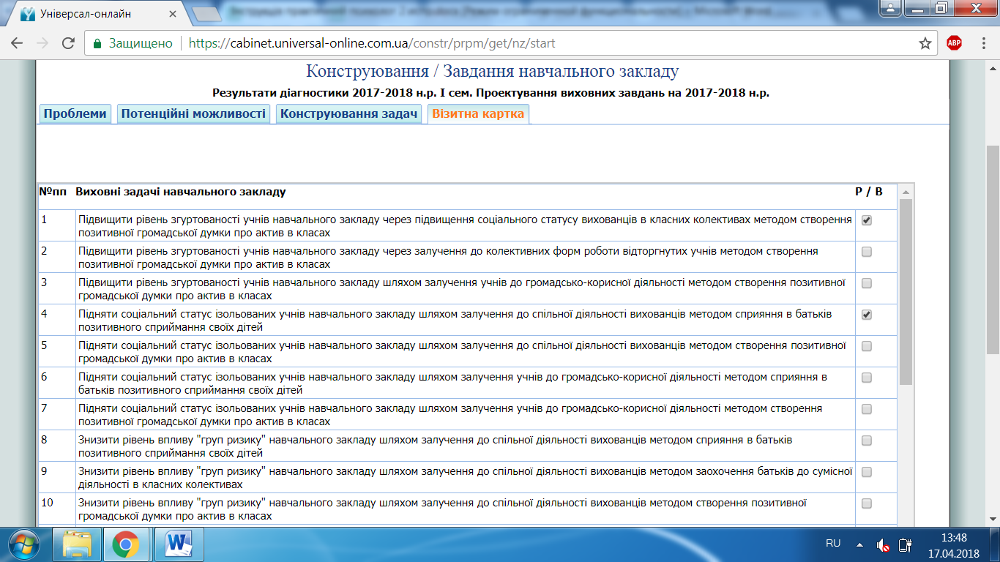 Універсал-онлайн
Защищено
https://cabinet.universal-online.com.ua/constr/prpm/get/nz/start
ABP
Конструювання / Завдання навчального закладу
Результати діагностики 2017-2018 н.р. І сем. Проектування виховних завдань на 2017-2018 н.р.
Проблеми Потенційні можливості Конструювання задач Візитна картка
№пп Виховні задачі навчального закладу Р / В
1 Підвищити рівень згуртованості учнів навчального закладу через підвищення соціального статусу вихованців в класних колективах методом створення
позитивної громадської думки про актив в класах
2 Підвищити рівень згуртованості учнів навчального закладу через залучення до колективних форм роботи відторгнутих учнів методом створення
позитивної громадської думки про актив в класах
3 Підвищити рівень згуртованості учнів навчального закладу шляхом залучення учнів до громадсько-корисної діяльності методом створення позитивної
громадської думки про актив в класах
4 Підняти соціальний статус ізольованих учнів навчального закладу шляхом залучення до спільної діяльності вихованців методом сприяння в батьків
позитивного сприймання своїх дітей
5 Підняти соціальний статус ізольованих учнів навчального закладу шляхом залучення до спільної діяльності вихованців методом створення позитивної
громадської думки про актив в класах
6 Підняти соціальний статус ізольованих учнів навчального закладу шляхом залучення учнів до громадсько-корисної діяльності методом сприяння в
батьків позитивного сприймання своїх дітей
7 Підняти соціальний статус ізольованих учнів навчального закладу шляхом залучення учнів до громадсько-корисної діяльності методом створення
позитивної громадської думки про актив в класах
8 Знизити рівень впливу "груп ризику" навчального закладу шляхом залучення до спільної діяльності вихованців методом сприяння в батьків
позитивного сприймання своїх дітей
9 Знизити рівень впливу "груп ризику" навчального закладу шляхом залучення до спільної діяльності вихованців методом заохочення батьків до сумісної
діяльності в класних колективах
10 Знизити рівень впливу "груп ризику" навчального закладу шляхом залучення до спільної діяльності вихованців методом створення позитивної
громадської думки про актив в класах
RU
13:48
17.04.2018